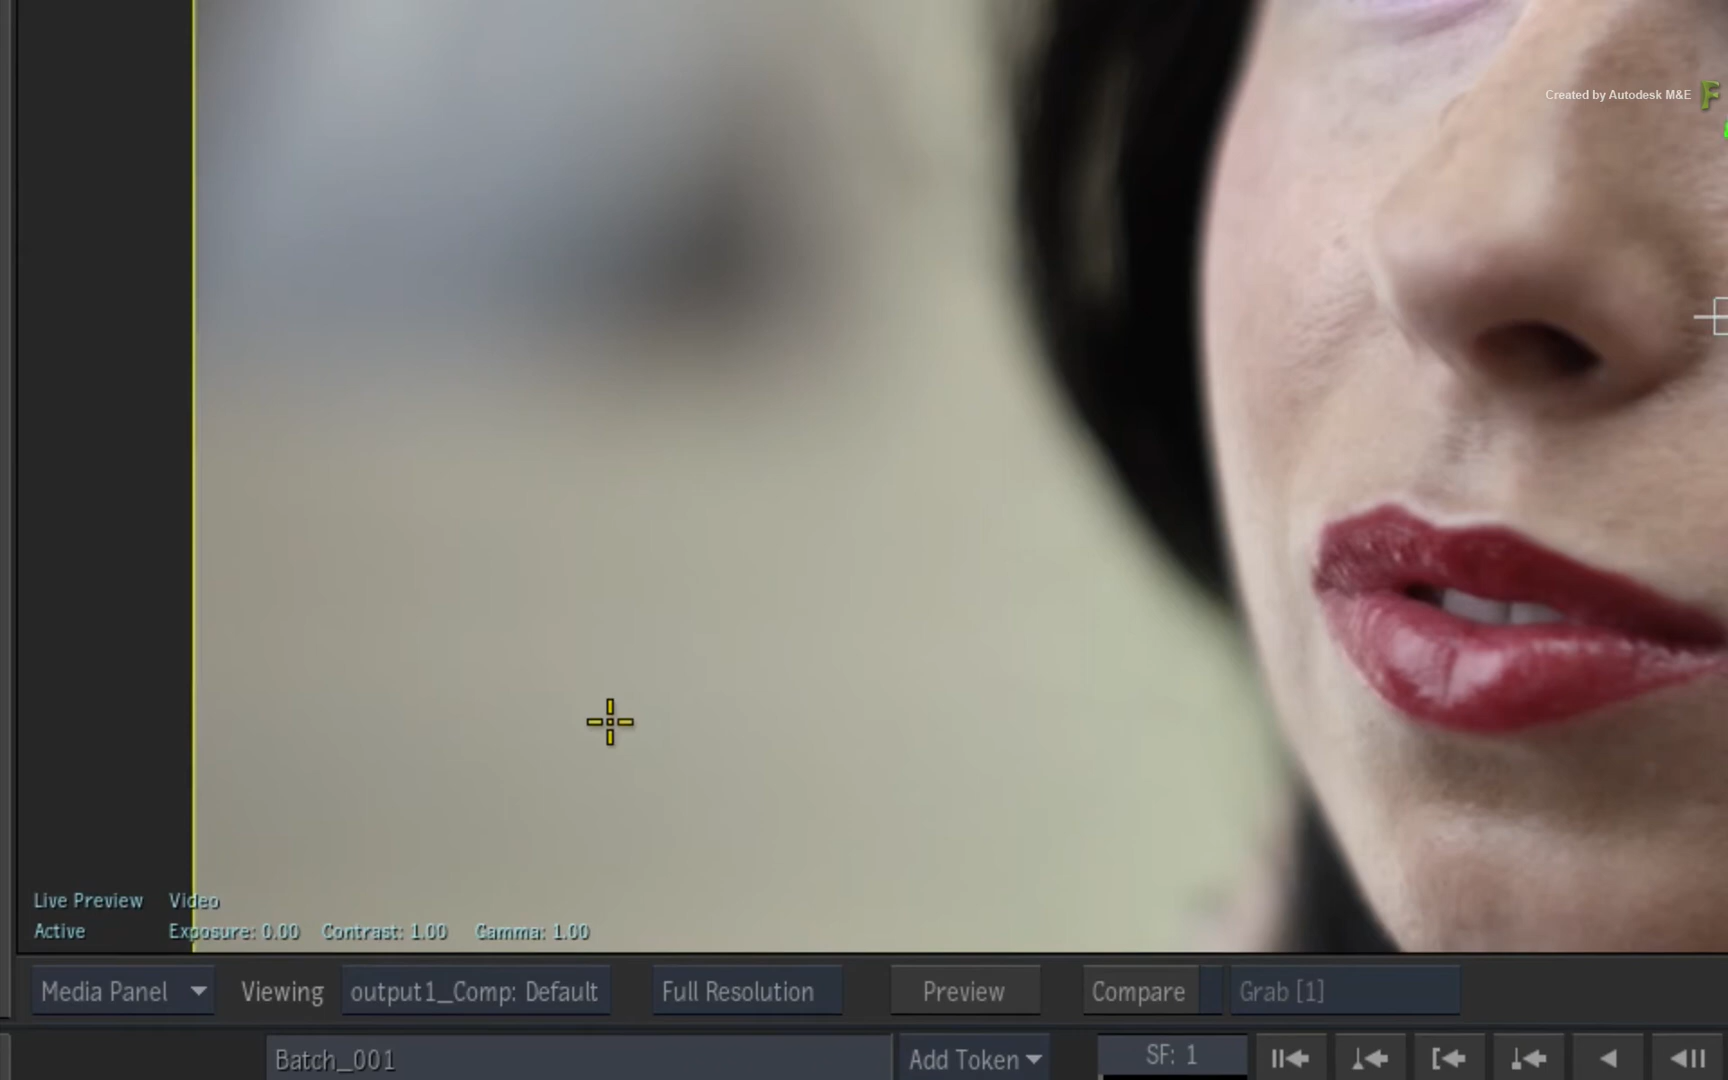 Created by Autodesk M&E
Live Preview Video
Active Exposure: 0.00 Contrast: 1.00 Gamma: 1.00
Media Panel Viewing output1_Comp: Default Full Resolution Preview Compare Grab [1]
Batch_001 Add Token SF: 1